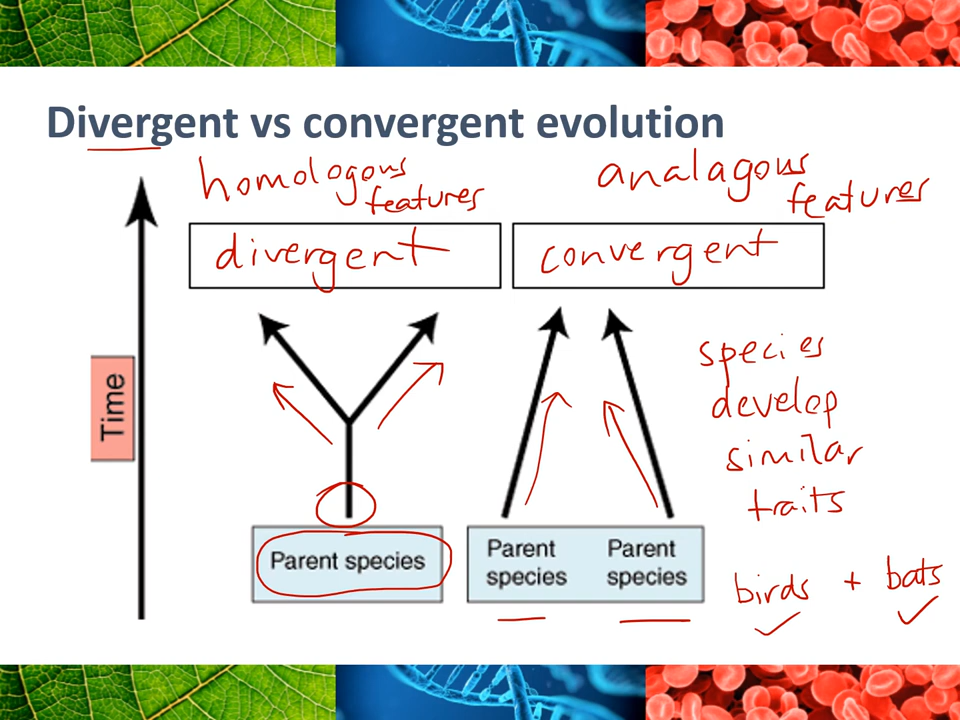 Divergent vs convergent evolution
homologous
features
analagous
features
divergent
convergent
Time
species
develop
similar
traits
Parent species
Parent
species
Parent
species
birds + bats